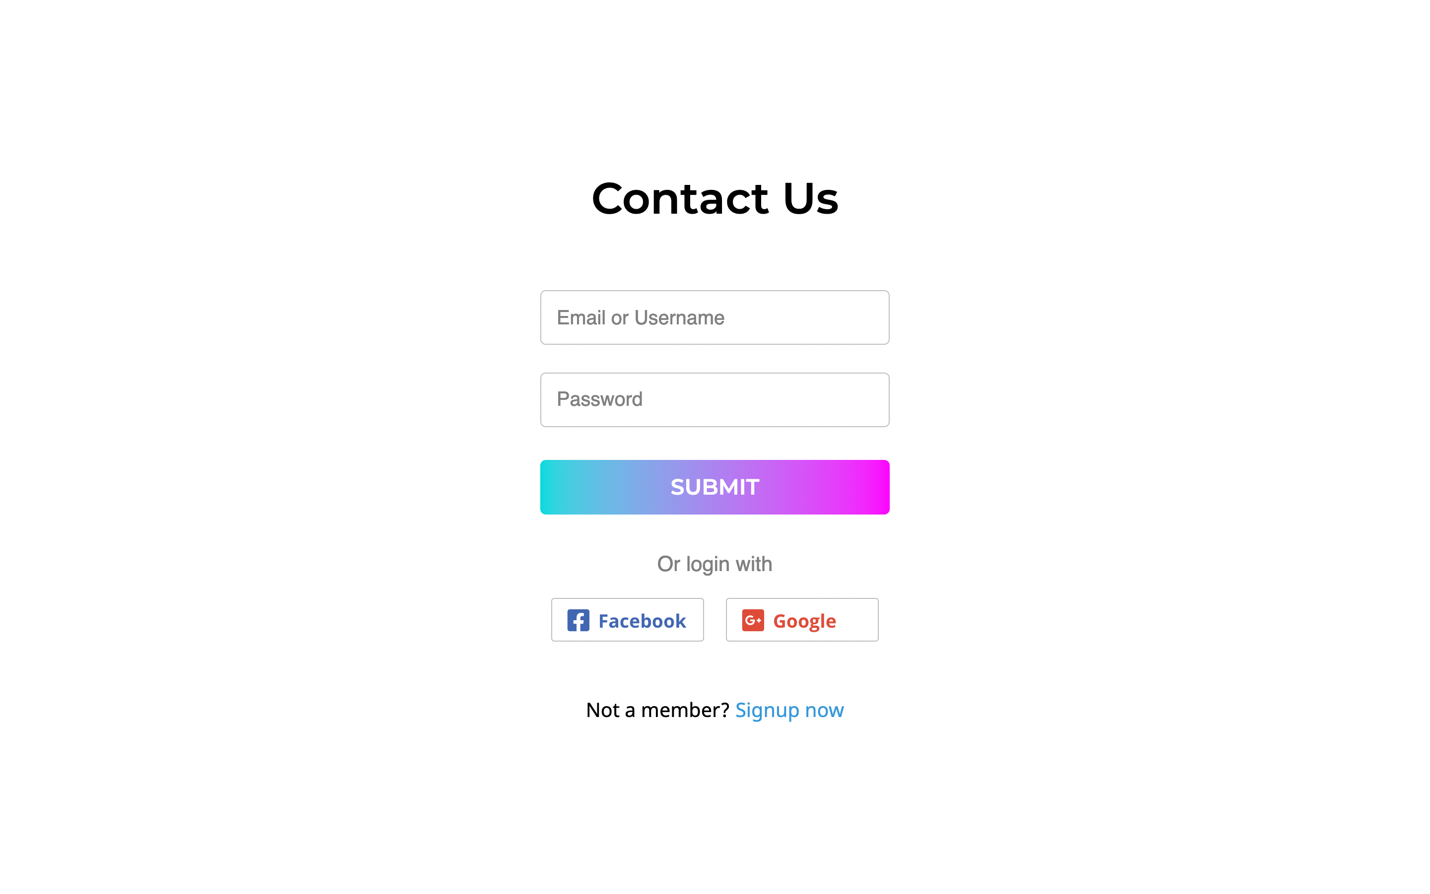 Contact Us
Email or Username
Password
SUBMIT
Or login with
Facebook Google
Not a member? Signup now